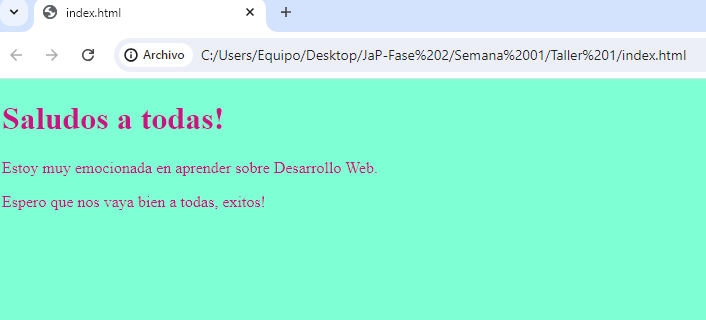 index.html
Archivo C:/Users/Equipo/Desktop/JaP-Fase%202/Semana%2001/Taller%201/index.html
Saludos a todas!
Estoy muy emocionada en aprender sobre Desarrollo Web.
Espero que nos vaya bien a todas, exitos!